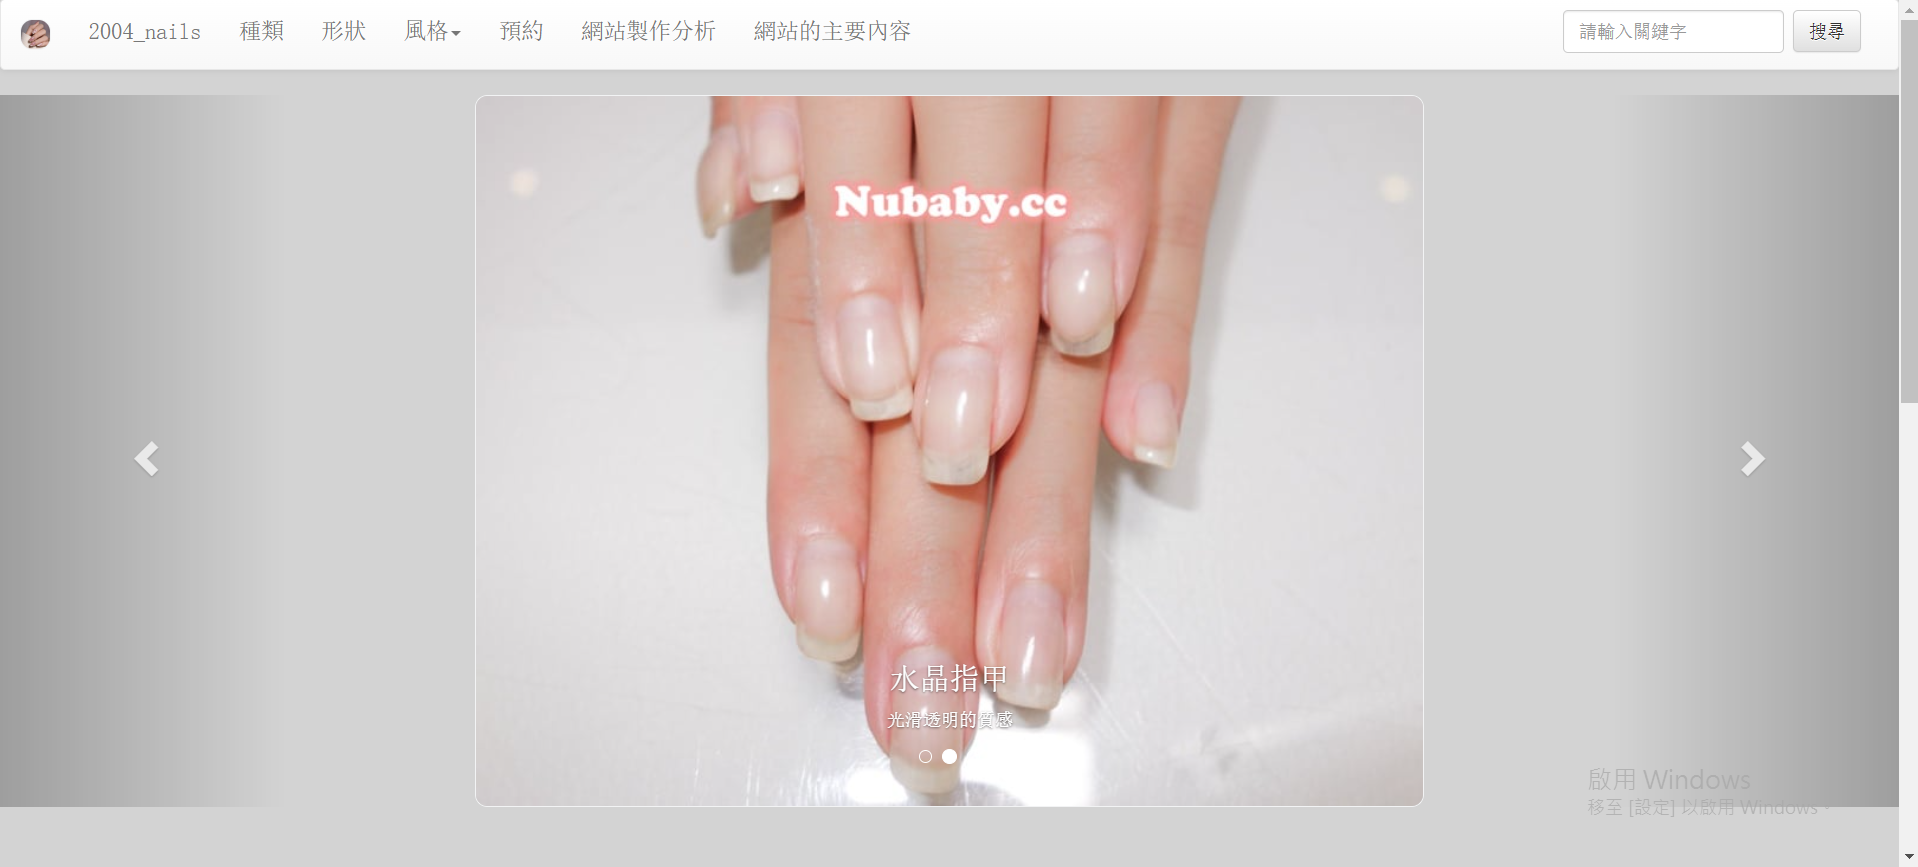 2004_nails 種類 形狀 風格 預約 網站製作分析 網站的主要內容 請輸入關鍵字 搜尋
Nubaby.cc
水晶指甲
光滑透明的質感
啟用 Windows
移至 [設定] 以啟用 Windows。